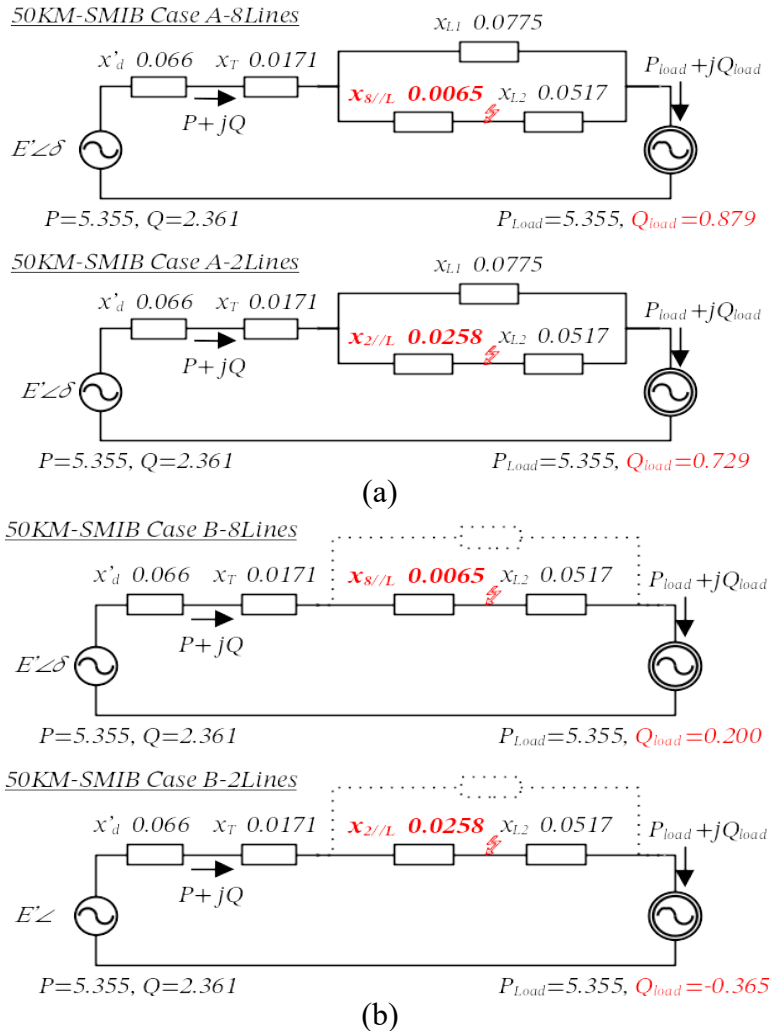 50KM-SMIB Case A-8Lines
x'd 0.066 xT 0.0171
xL1 0.0775
x8//L 0.0065 xL2 0.0517
Pload+jQload
P+jQ
E'∠δ
P=5.355, Q=2.361
PLoad=5.355, Qload=0.879
50KM-SMIB Case A-2Lines
x'd 0.066 xT 0.0171
xL1 0.0775
x2//L 0.0258 xL2 0.0517
Pload+jQload
P+jQ
E'∠δ
P=5.355, Q=2.361
PLoad=5.355, Qload=0.729
(a)
50KM-SMIB Case B-8Lines
x'd 0.066 xT 0.0171
x8//L 0.0065 xL2 0.0517
Pload+jQload
P+jQ
E'∠δ
P=5.355, Q=2.361
PLoad=5.355, Qload=0.200
50KM-SMIB Case B-2Lines
x'd 0.066 xT 0.0171
x2//L 0.0258 xL2 0.0517
Pload+jQload
P+jQ
E'∠
P=5.355, Q=2.361
PLoad=5.355, Qload=-0.365
(b)